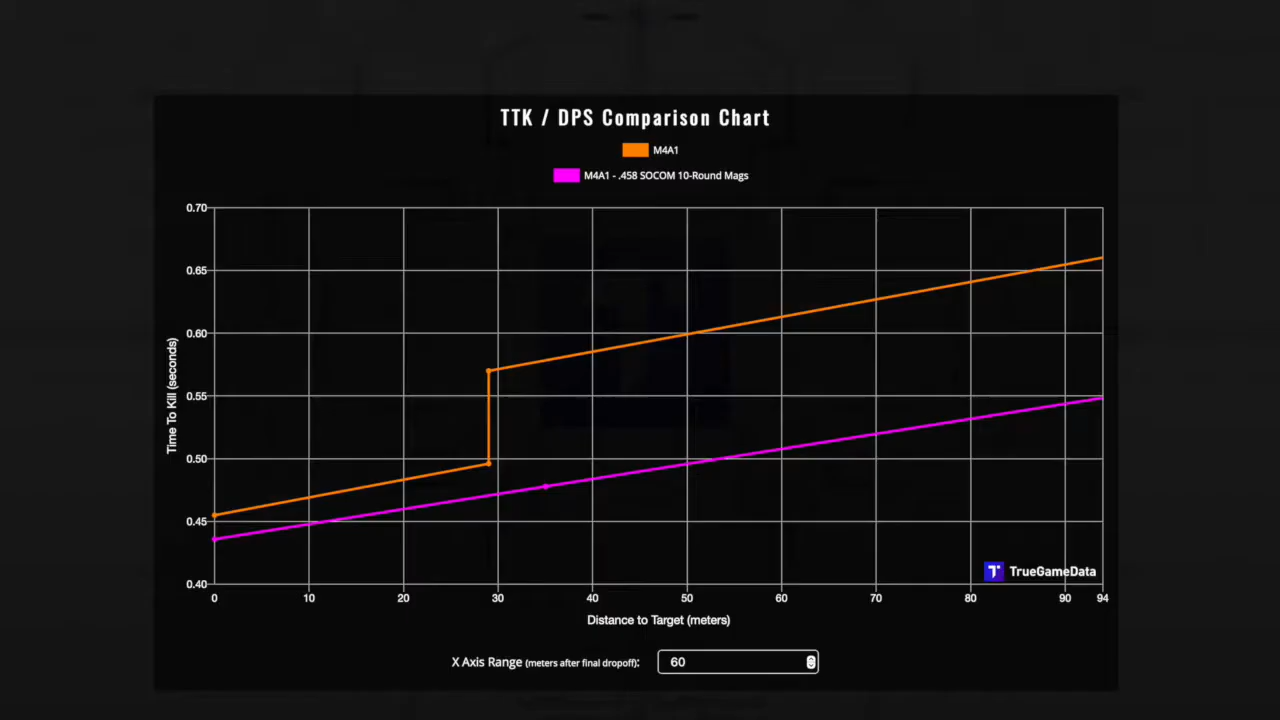 TTK / DPS Comparison Chart
M4A1
M4A1 - .458 SOCOM 10-Round Mags
0.70
0.65
0.60
0.55
0.50
0.45
0.40
Time To Kill (seconds)
TrueGameData
0 10 20 30 40 50 60 70 80 90 94
Distance to Target (meters)
X Axis Range (meters after final dropoff): 60